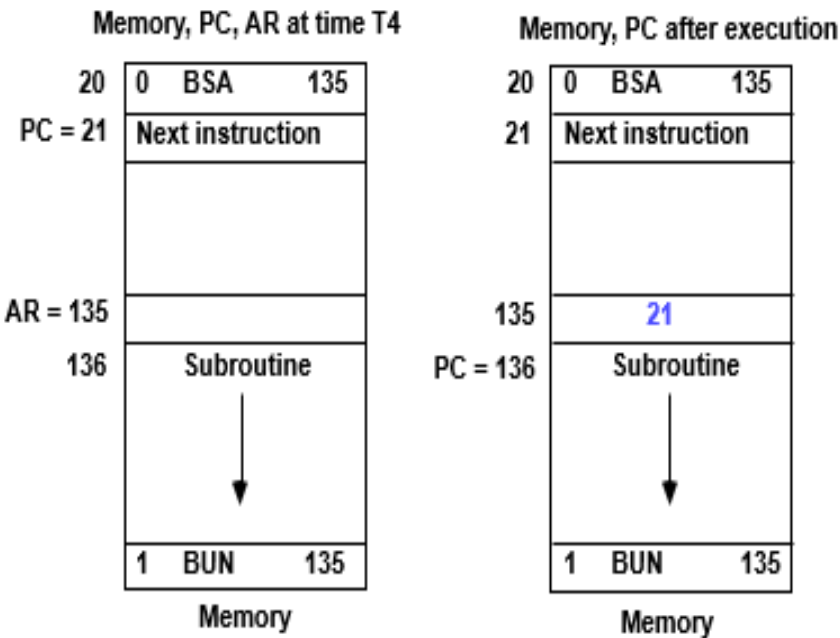 Memory, PC, AR at time T4
20 0 BSA 135
PC = 21 Next instruction
AR = 135
136 Subroutine
1 BUN 135
Memory
Memory, PC after execution
20 0 BSA 135
21 Next instruction
135 21
PC = 136 Subroutine
1 BUN 135
Memory